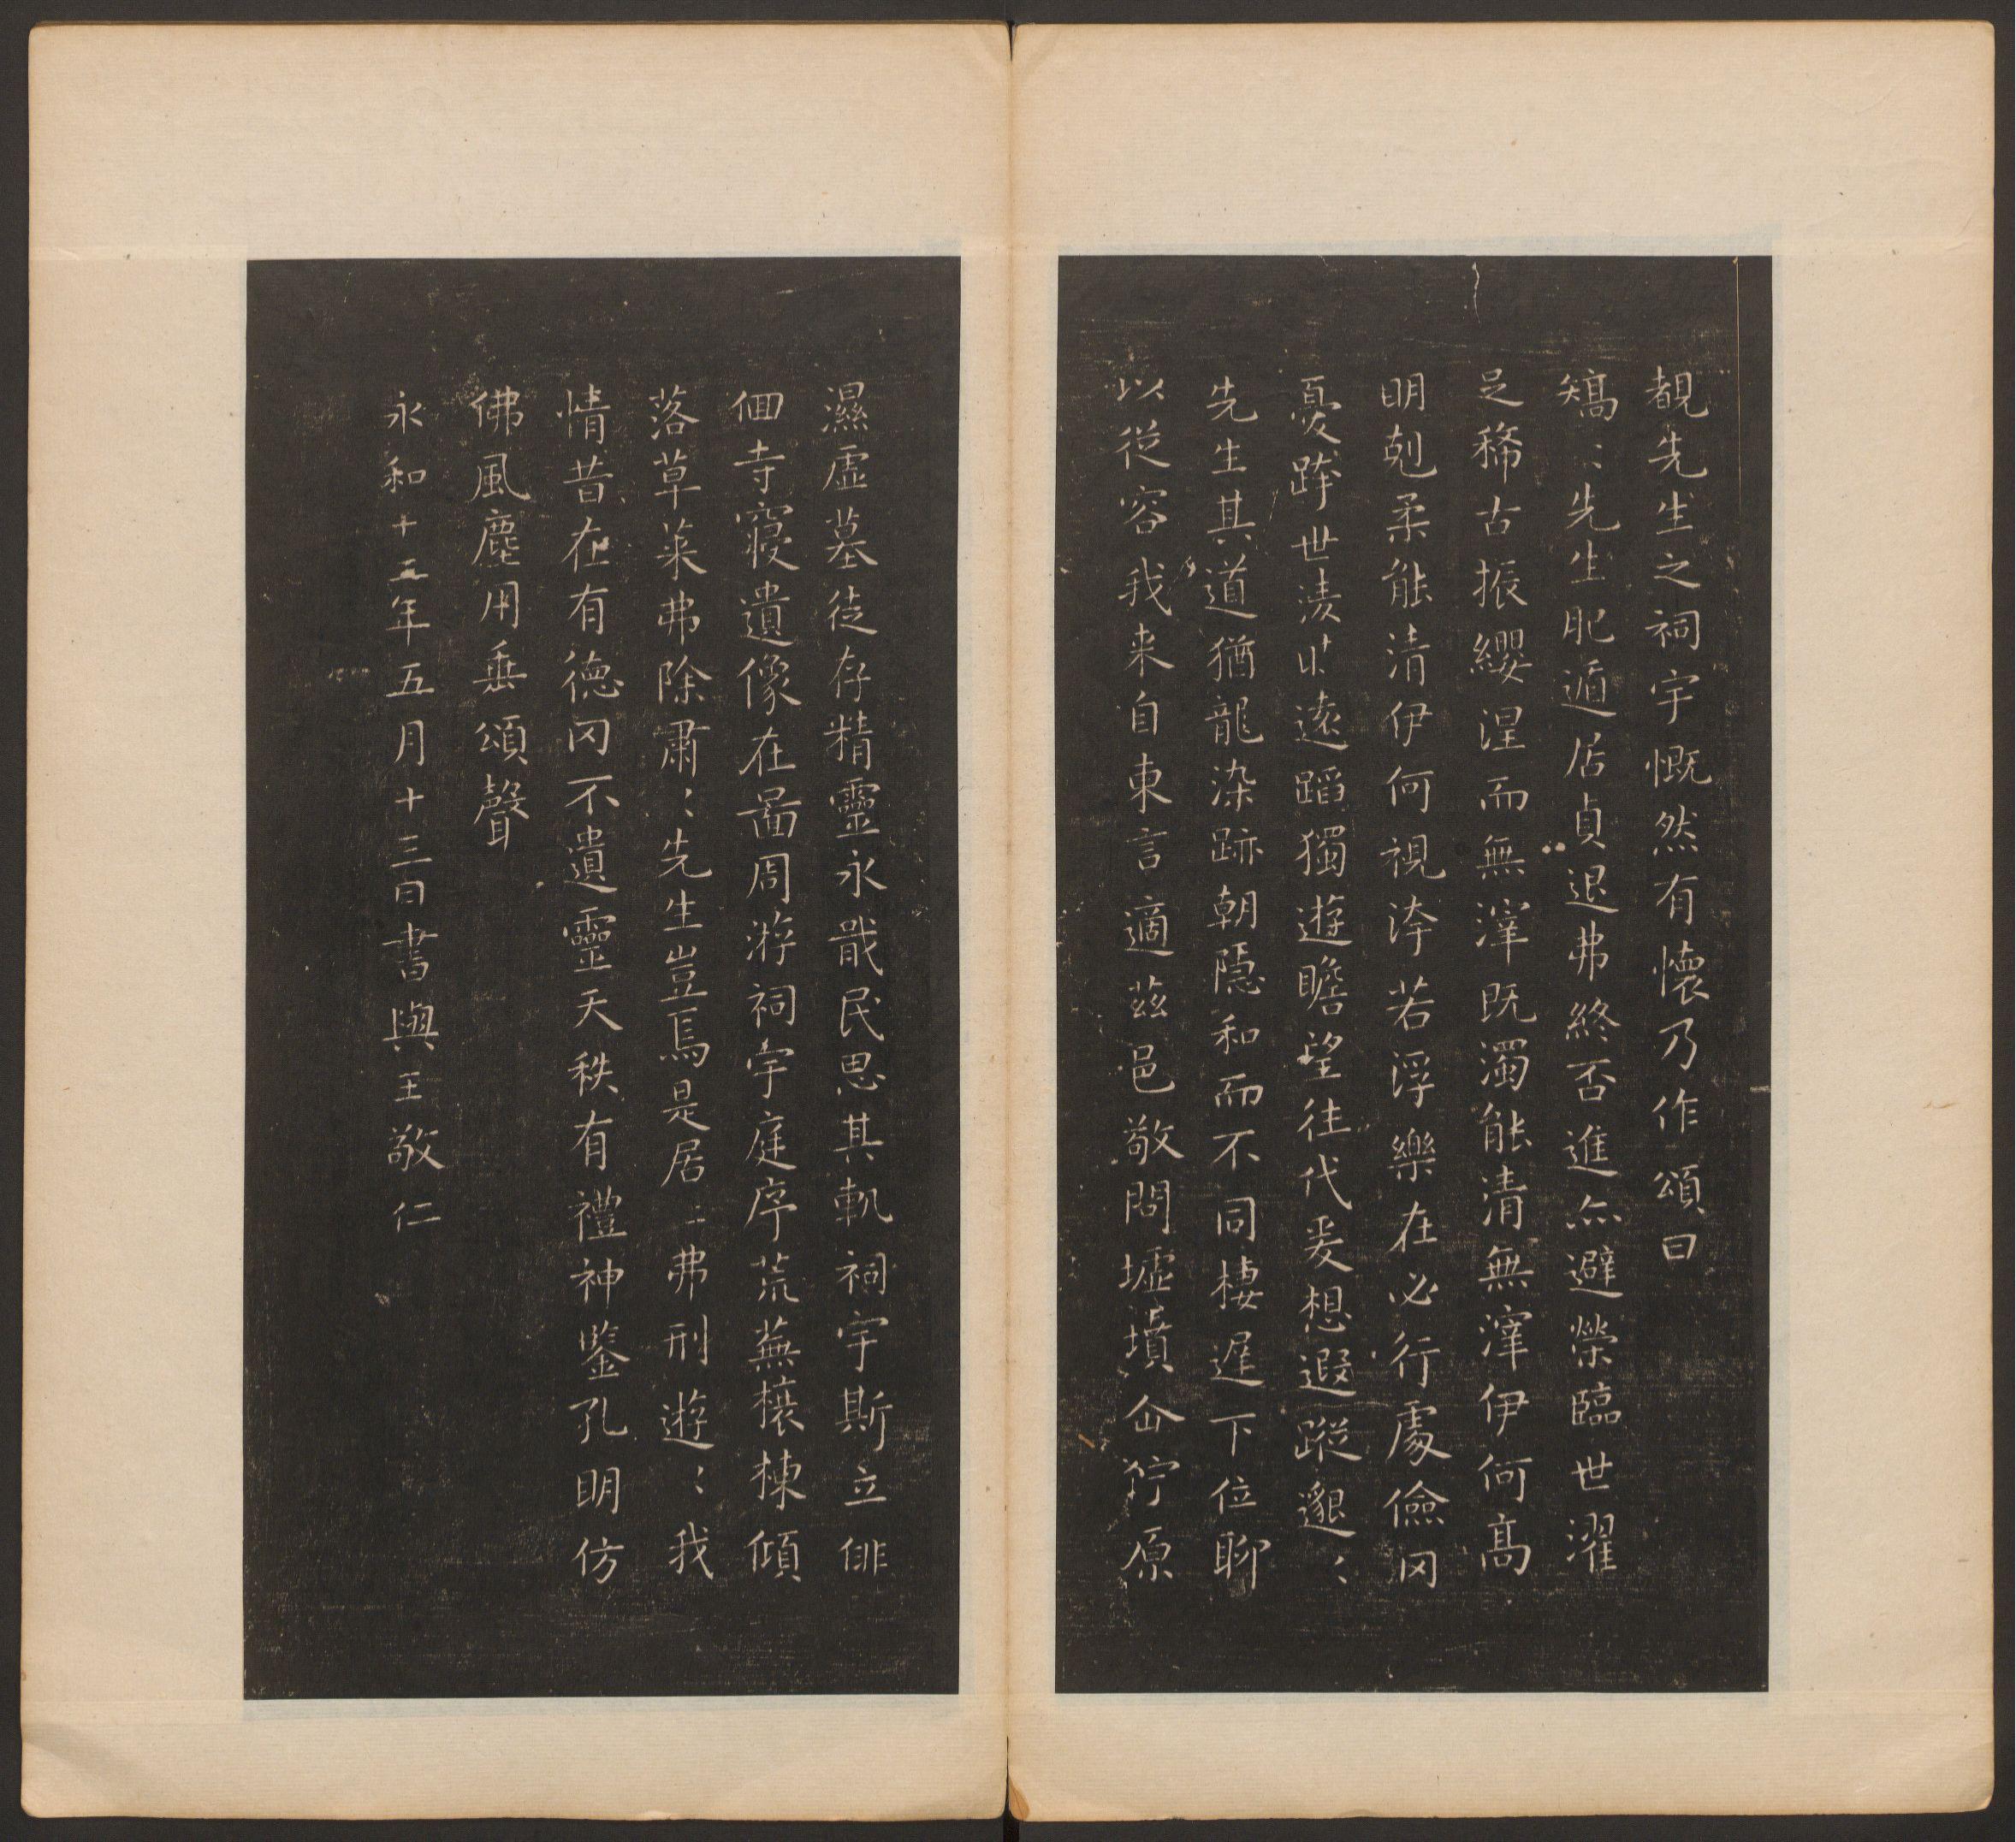 覩先生之祠宇慨然有懷乃作頌曰
矯〻先生肥遁居貞退弗終否進亦避榮臨世濯
足稀古振纓涅而無滓既濁能清無滓伊何高
明剋柔能清伊何視汙若浮樂在必行處儉罔
憂跨世淩時遠蹈獨遊瞻望往代爰想遐蹤邈〻
先生其道猶龍染跡朝隱和而不同棲遲下位聊
以從容我来自東言適茲邑敬問墟墳企佇原
濕虛墓徒存精靈永戢民思其軌祠宇斯立俳
佪寺寝遺像在啚周游祠宇庭序荒蕪榱棟傾
落草萊弗除肅〻先生豈焉是居〻弗刑遊〻我
情昔在有德罔不遺靈天秩有禮神鑒孔明仿
佛風塵用垂頌聲
永和十二年五月十三日書與王敬仁